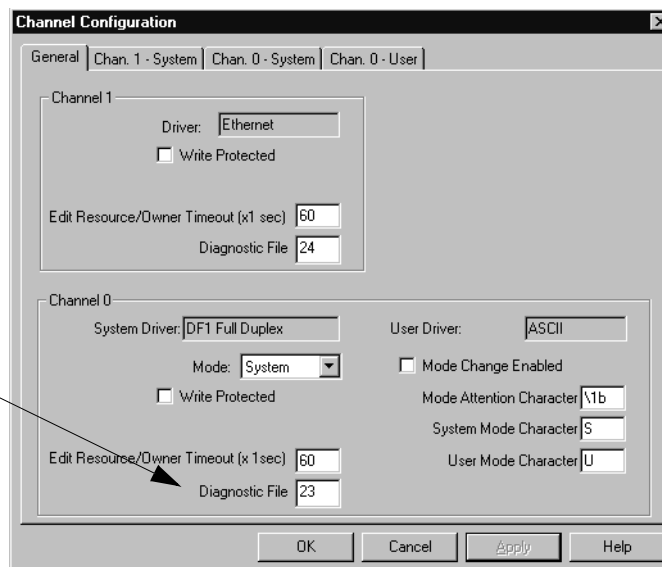 Channel Configuration
General
Chan. 1 - System
Chan. 0 - System
Chan. 0 - User
Channel 1
Driver: Ethernet
Write Protected
Edit Resource/Owner Timeout (x1 sec) 60
Diagnostic File 24
Channel 0
System Driver: DF1 Full Duplex
User Driver: ASCII
Mode: System
Mode Change Enabled
Write Protected
Mode Attention Character \1b
System Mode Character S
Edit Resource/Owner Timeout (x 1sec) 60
User Mode Character U
Diagnostic File 23
OK
Cancel
Apply
Help